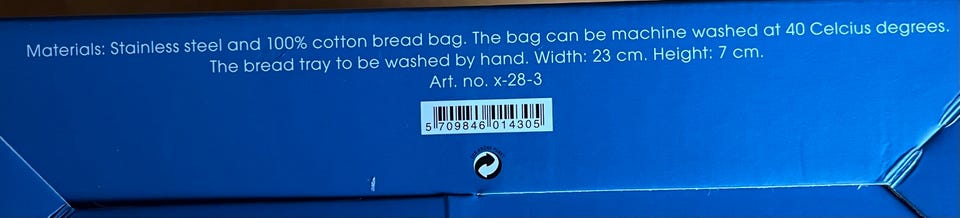 Materials: Stainless steel and 100% cotton bread bag. The bag can be machine washed at 40 Celcius degrees.
The bread tray to be washed by hand. Width: 23 cm. Height: 7 cm.
Art. no. x-28-3
5 709846 014305